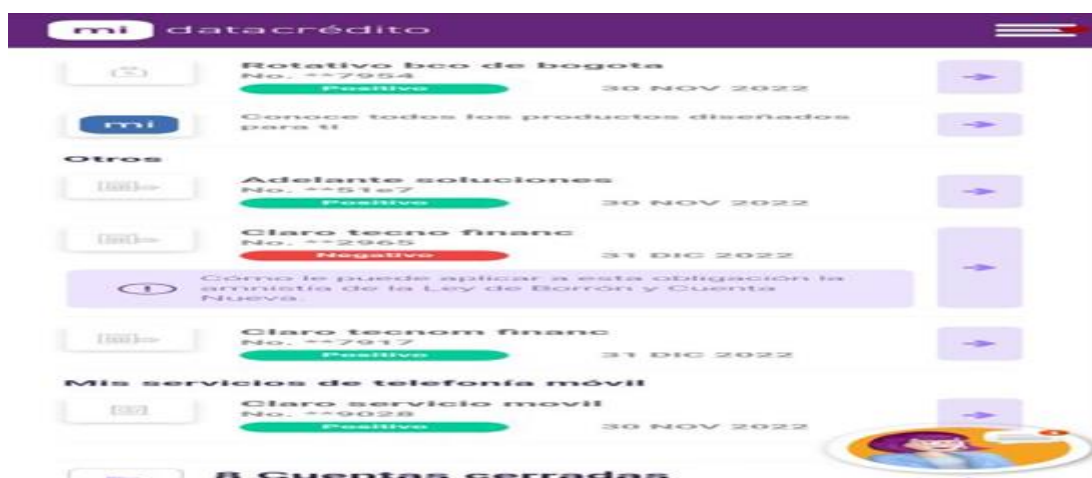 mi datacrédito
Rotativo bco de bogota
No. **7954
Positivo 30 NOV 2022
mi
Conoce todos los productos diseñados
para ti
Otros
Adelante soluciones
No. **51e7
Positivo 30 NOV 2022
Claro tecno financ
No. **2965
Negativo 31 DIC 2022
Cómo le puede aplicar a esta obligación la
amnistía de la Ley de Borrón y Cuenta
Nueva.
Claro tecnom financ
No. **7917
Positivo 31 DIC 2022
Mis servicios de telefonía móvil
Claro servicio movil
No. **9028
Positivo 30 NOV 2022
8 Cuentas cerradas